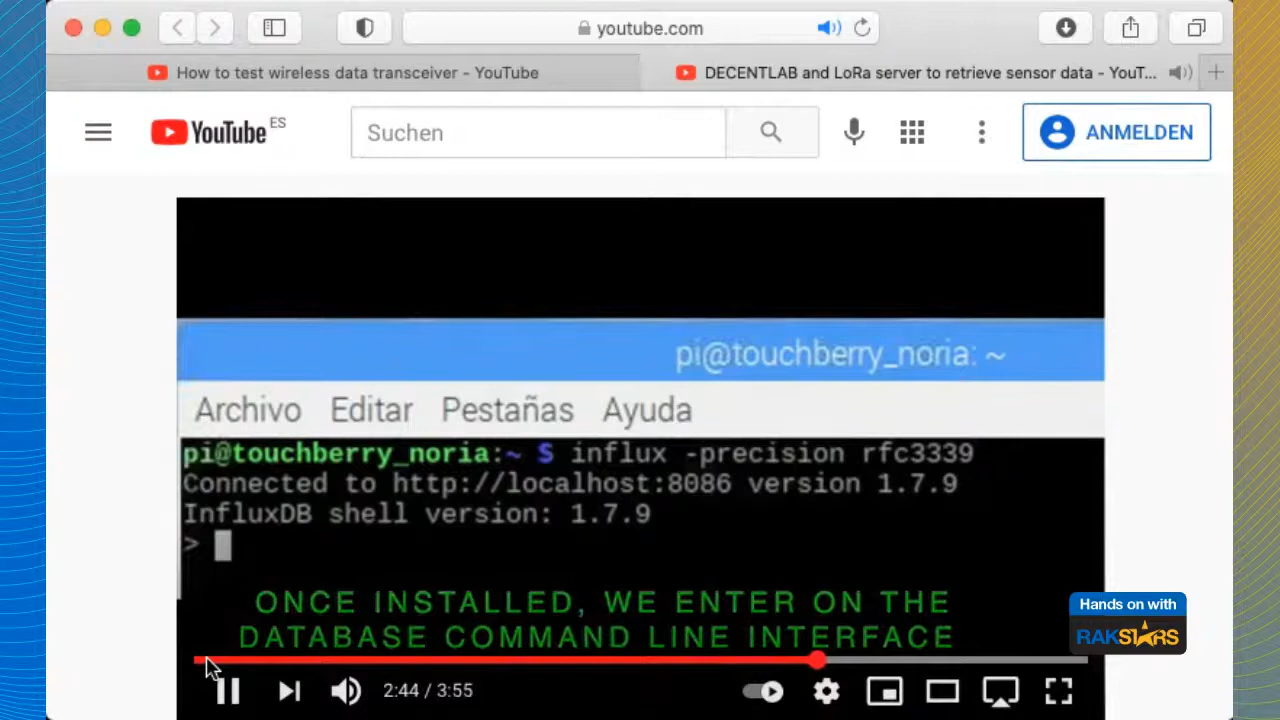 youtube.com
How to test wireless data transceiver - YouTube
DECENTLAB and LoRa server to retrieve sensor data - YouT...
YouTube ES
Suchen
ANMELDEN
pi@touchberry_noria: ~
Archivo Editar Pestañas Ayuda
pi@touchberry_noria:~ $ influx -precision rfc3339
Connected to http://localhost:8086 version 1.7.9
InfluxDB shell version: 1.7.9
>
ONCE INSTALLED, WE ENTER ON THE
DATABASE COMMAND LINE INTERFACE
Hands on with
RAKSTARS
2:44 / 3:55